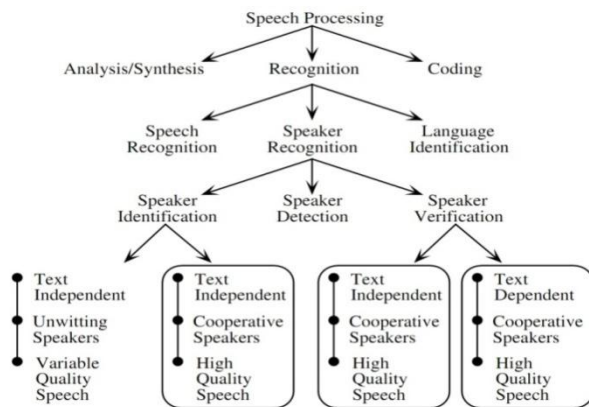 Speech Processing
Analysis/Synthesis Recognition Coding
Speech Recognition
Speaker Recognition
Language Identification
Speaker Identification
Speaker Detection
Speaker Verification
Text
Independent
Unwitting
Speakers
Variable
Quality
Speech
Text
Independent
Cooperative
Speakers
High
Quality
Speech
Text
Independent
Cooperative
Speakers
High
Quality
Speech
Text
Dependent
Cooperative
Speakers
High
Quality
Speech